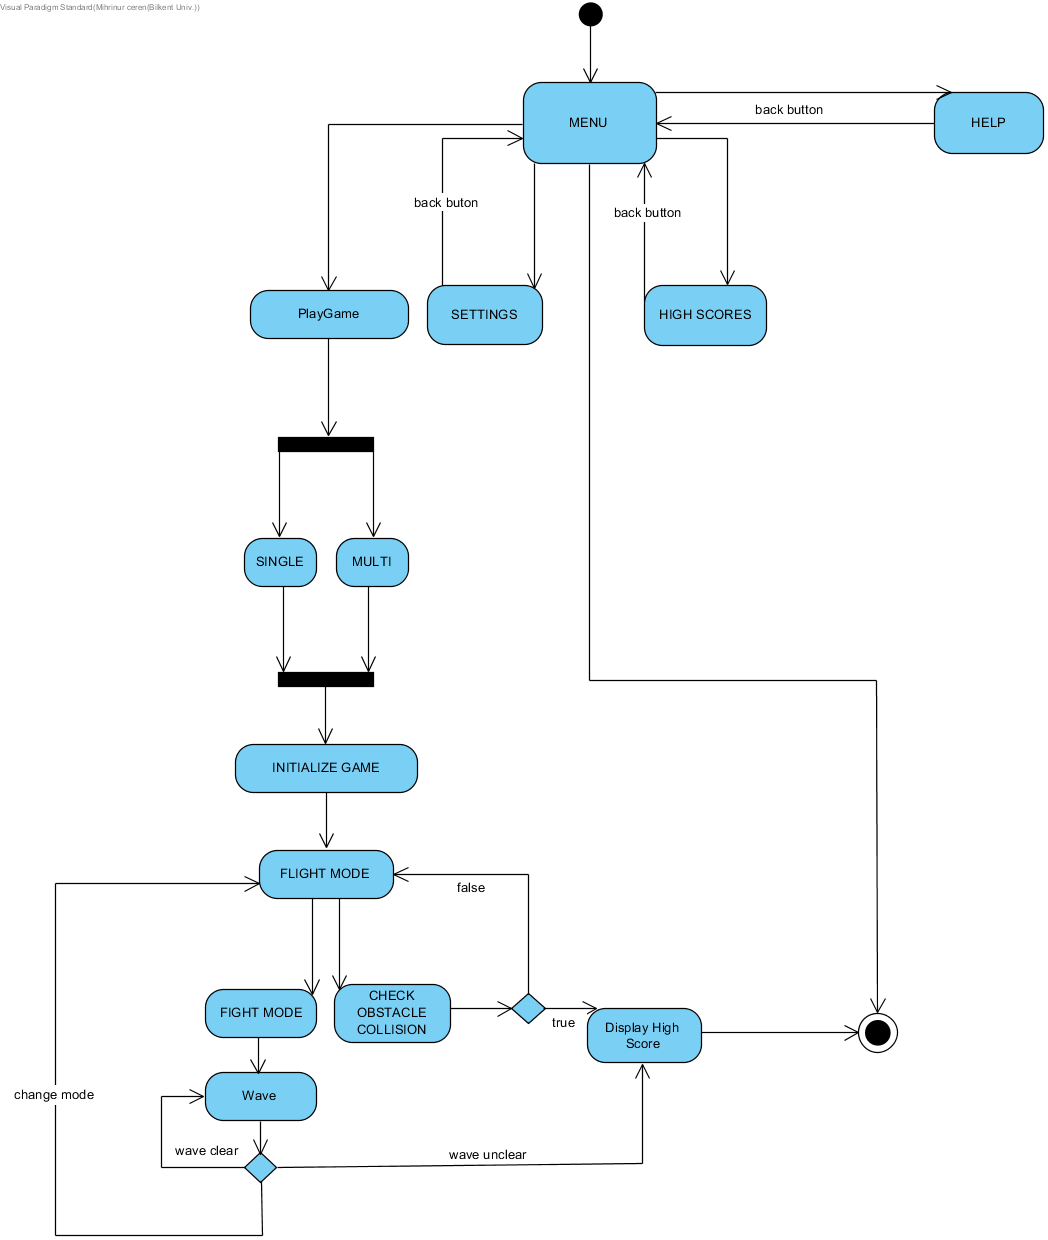 Visual Paradigm Standard(Mihrinur ceren(Bilkent Univ.))
MENU
back button
HELP
back buton
back button
PlayGame
SETTINGS
HIGH SCORES
SINGLE
MULTI
INITIALIZE GAME
FLIGHT MODE
false
FIGHT MODE
CHECK
OBSTACLE
COLLISION
true
Display High
Score
change mode
Wave
wave clear
wave unclear